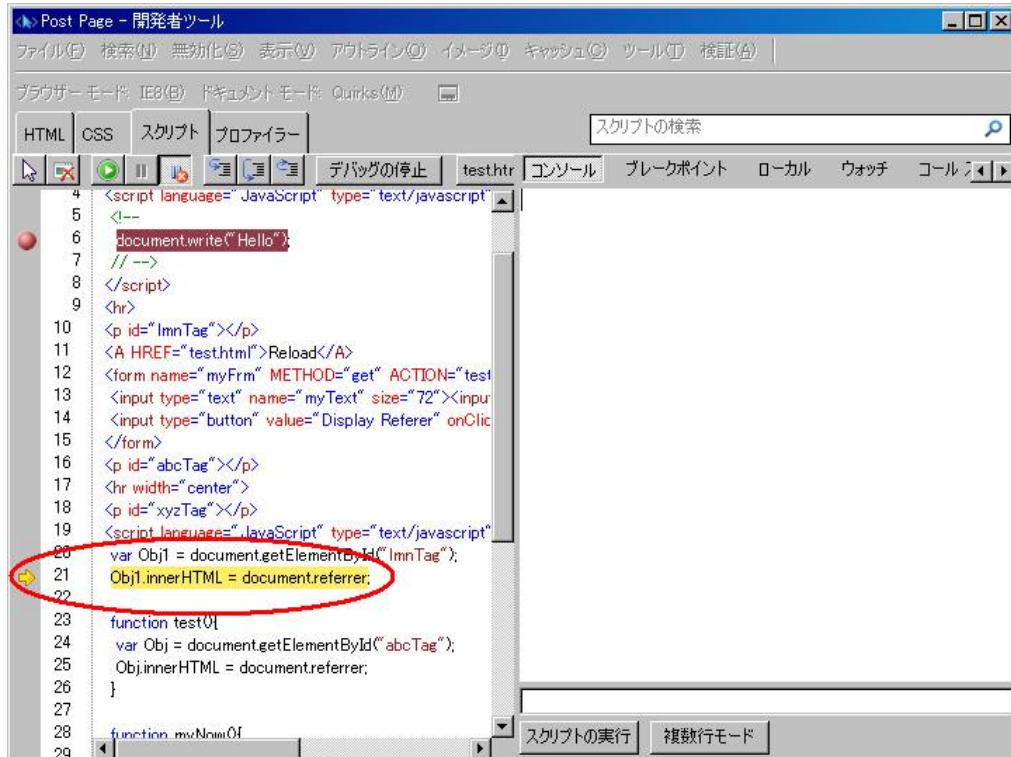 Post Page - 開発者ツール
ファイル(F) 検索(N) 無効化(S) 表示(V) アウトライン(O) イメージ(I) キャッシュ(C) ツール(T) 検証(A)
ブラウザー モード: IE8(B) ドキュメント モード: Quirks(M)
HTML CSS スクリプト プロファイラー スクリプトの検索
デバッグの停止 test.htr コンソール ブレークポイント ローカル ウォッチ コール
4 <script language="JavaScript" type="text/javascript"
5 <!--
6 document.write("Hello");
7 // -->
8 </script>
9 <hr>
10 <p id="lmnTag"></p>
11 <A HREF="test.html">Reload</A>
12 <form name="myFrm" METHOD="get" ACTION="test
13 <input type="text" name="myText" size="72"><input
14 <input type="button" value="Display Referer" onClic
15 </form>
16 <p id="abcTag"></p>
17 <hr width="center">
18 <p id="xyzTag"></p>
19 <script language="JavaScript" type="text/javascript"
20 var Obj1 = document.getElementById("lmnTag");
21 Obj1.innerHTML = document.referrer;
22
23 function test(){
24 var Obj = document.getElementById("abcTag");
25 Obj.innerHTML = document.referrer;
26 }
27
28 function myNow(){
29
スクリプトの実行 複数行モード